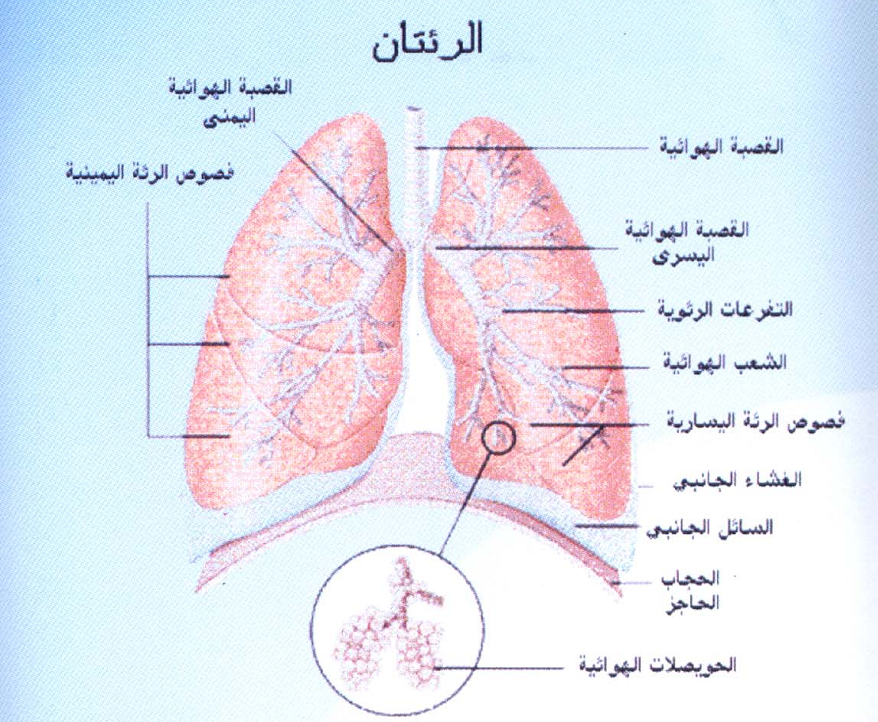 الرئتان
القصبة الهوائية
اليمنى
فصوص الرئة اليمينية
القصبة الهوائية
القصبة الهوائية
اليسرى
التفرعات الرئوية
الشعب الهوائية
فصوص الرئة اليسارية
الغشاء الجانبي
السائل الجانبي
الحجاب
الحاجز
الحويصلات الهوائية